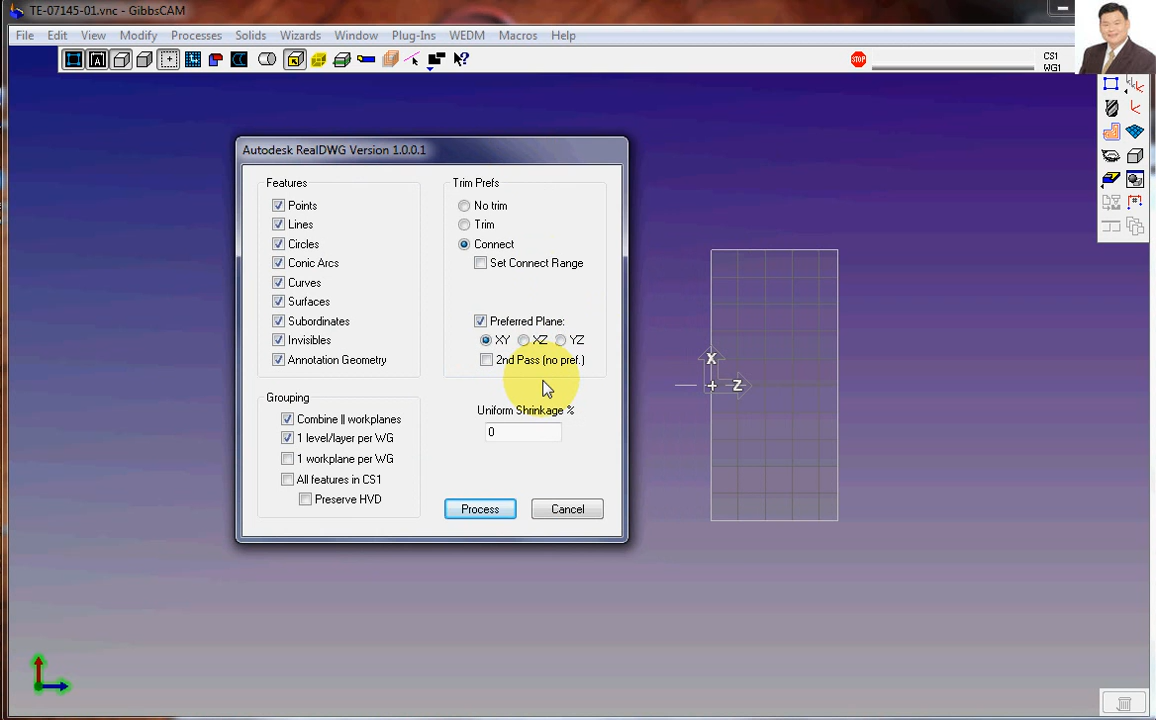 TE-07145-01.vnc - GibbsCAM
File Edit View Modify Processes Solids Wizards Window Plug-Ins WEDM Macros Help
STOP
CS1
WG1
Autodesk RealDWG Version 1.0.0.1
Features
Points
Lines
Circles
Conic Arcs
Curves
Surfaces
Subordinates
Invisibles
Annotation Geometry
Grouping
Combine || workplanes
1 level/layer per WG
1 workplane per WG
All features in CS1
Preserve HVD
Trim Prefs
No trim
Trim
Connect
Set Connect Range
Preferred Plane:
XY XZ YZ
2nd Pass (no pref.)
Uniform Shrinkage %
0
Process Cancel
X
Z